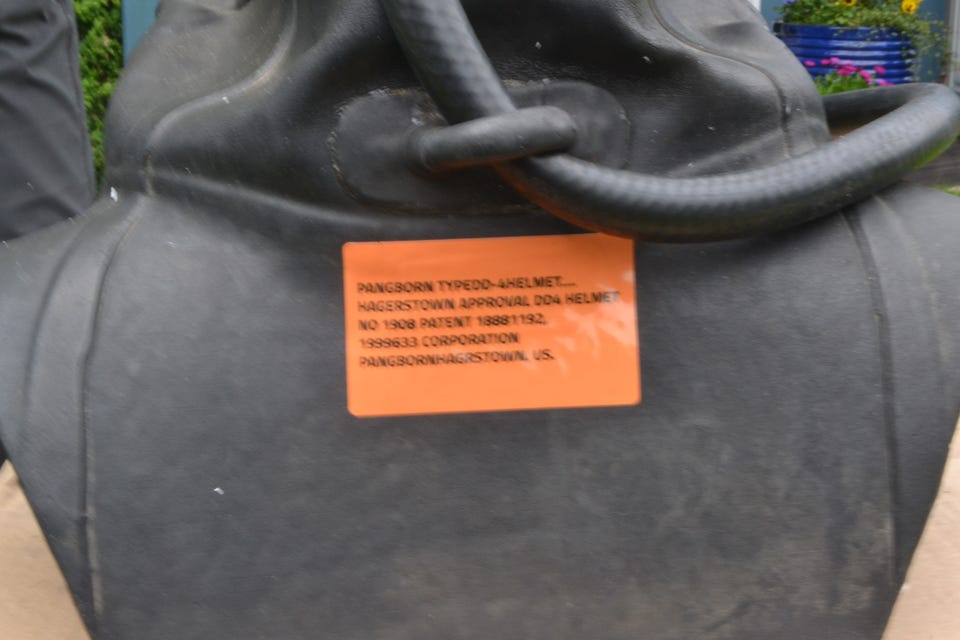 PANGBORN TYPEDD-4HELMET....
HAGERSTOWN APPROVAL DD4 HELMET
NO 1908 PATENT 18881192,
1999633 CORPORATION
PANGBORNHAGRSTOWN. US.